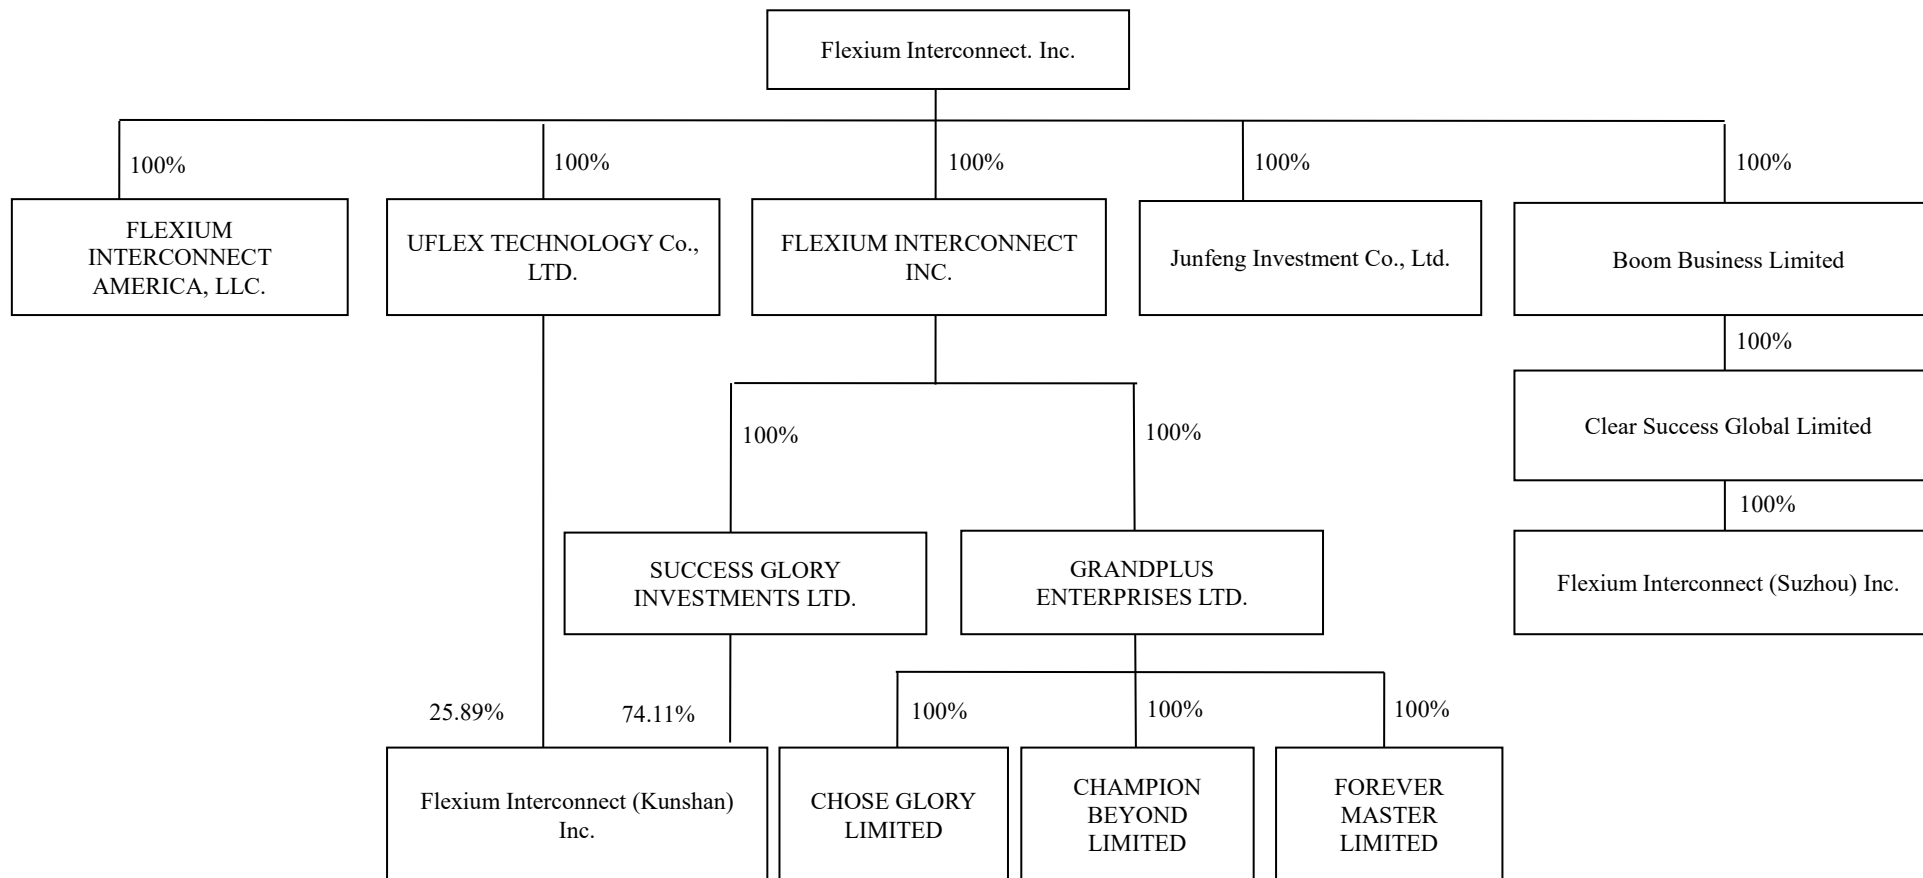 Flexium Interconnect. Inc.
100%
100%
100%
100%
100%
FLEXIUM
INTERCONNECT
AMERICA, LLC.
UFLEX TECHNOLOGY Co.,
LTD.
FLEXIUM INTERCONNECT
INC.
Junfeng Investment Co., Ltd.
Boom Business Limited
100%
Clear Success Global Limited
100%
100%
100%
SUCCESS GLORY
INVESTMENTS LTD.
GRANDPLUS
ENTERPRISES LTD.
Flexium Interconnect (Suzhou) Inc.
25.89%
74.11%
100%
100%
100%
Flexium Interconnect (Kunshan)
Inc.
CHOSE GLORY
LIMITED
CHAMPION
BEYOND
LIMITED
FOREVER
MASTER
LIMITED